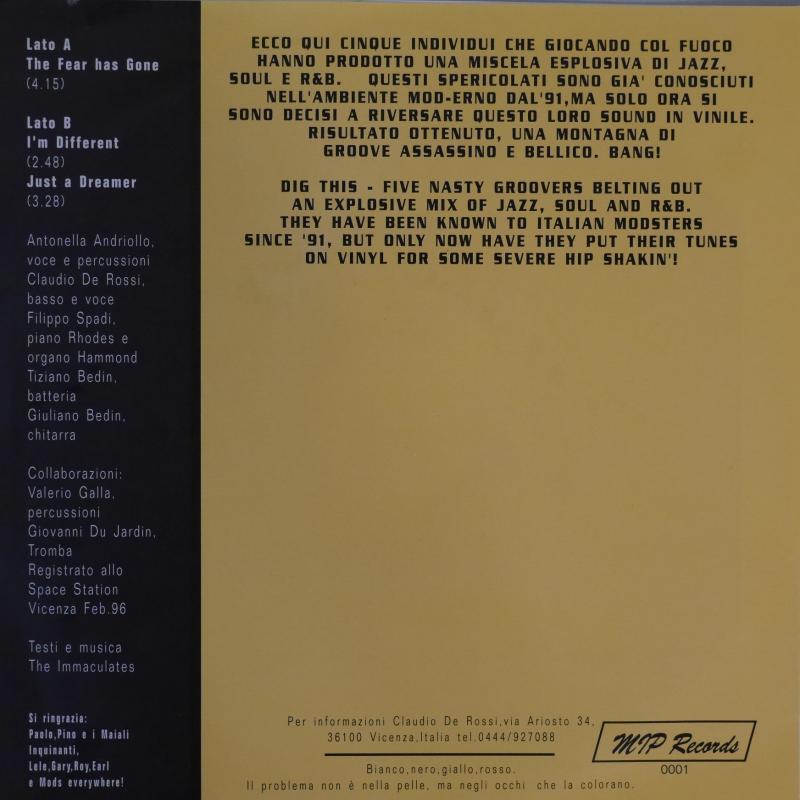 Lato A
The Fear has Gone
(4.15)
Lato B
I'm Different
(2.48)
Just a Dreamer
(3.28)
Antonella Andriollo,
voce e percussioni
Claudio De Rossi,
basso e voce
Filippo Spadi,
piano Rhodes e
organo Hammond
Tiziano Bedin,
batteria
Giuliano Bedin,
chitarra
Collaborazioni:
Valerio Galla,
percussioni
Giovanni Du Jardin,
Tromba
Registrato allo
Space Station
Vicenza Feb.96
Testi e musica
The Immaculates
Si ringrazia:
Paolo,Pino e i Maiali
Inquinanti,
Lele,Gary,Roy,Earl
e Mods everywhere!
ECCO QUI CINQUE INDIVIDUI CHE GIOCANDO COL FUOCO
HANNO PRODOTTO UNA MISCELA ESPLOSIVA DI JAZZ,
SOUL E R&B. QUESTI SPERICOLATI SONO GIA' CONOSCIUTI
NELL'AMBIENTE MOD-ERNO DAL'91,MA SOLO ORA SI
SONO DECISI A RIVERSARE QUESTO LORO SOUND IN VINILE.
RISULTATO OTTENUTO, UNA MONTAGNA DI
GROOVE ASSASSINO E BELLICO. BANG!
DIG THIS - FIVE NASTY GROOVERS BELTING OUT
AN EXPLOSIVE MIX OF JAZZ, SOUL AND R&B.
THEY HAVE BEEN KNOWN TO ITALIAN MODSTERS
SINCE '91, BUT ONLY NOW HAVE THEY PUT THEIR TUNES
ON VINYL FOR SOME SEVERE HIP SHAKIN'!
Per informazioni Claudio De Rossi,via Ariosto 34,
36100 Vicenza,Italia tel.0444/927088
Bianco,nero,giallo,rosso.
Il problema non è nella pelle, ma negli occhi che la colorano.
MIP Records
0001